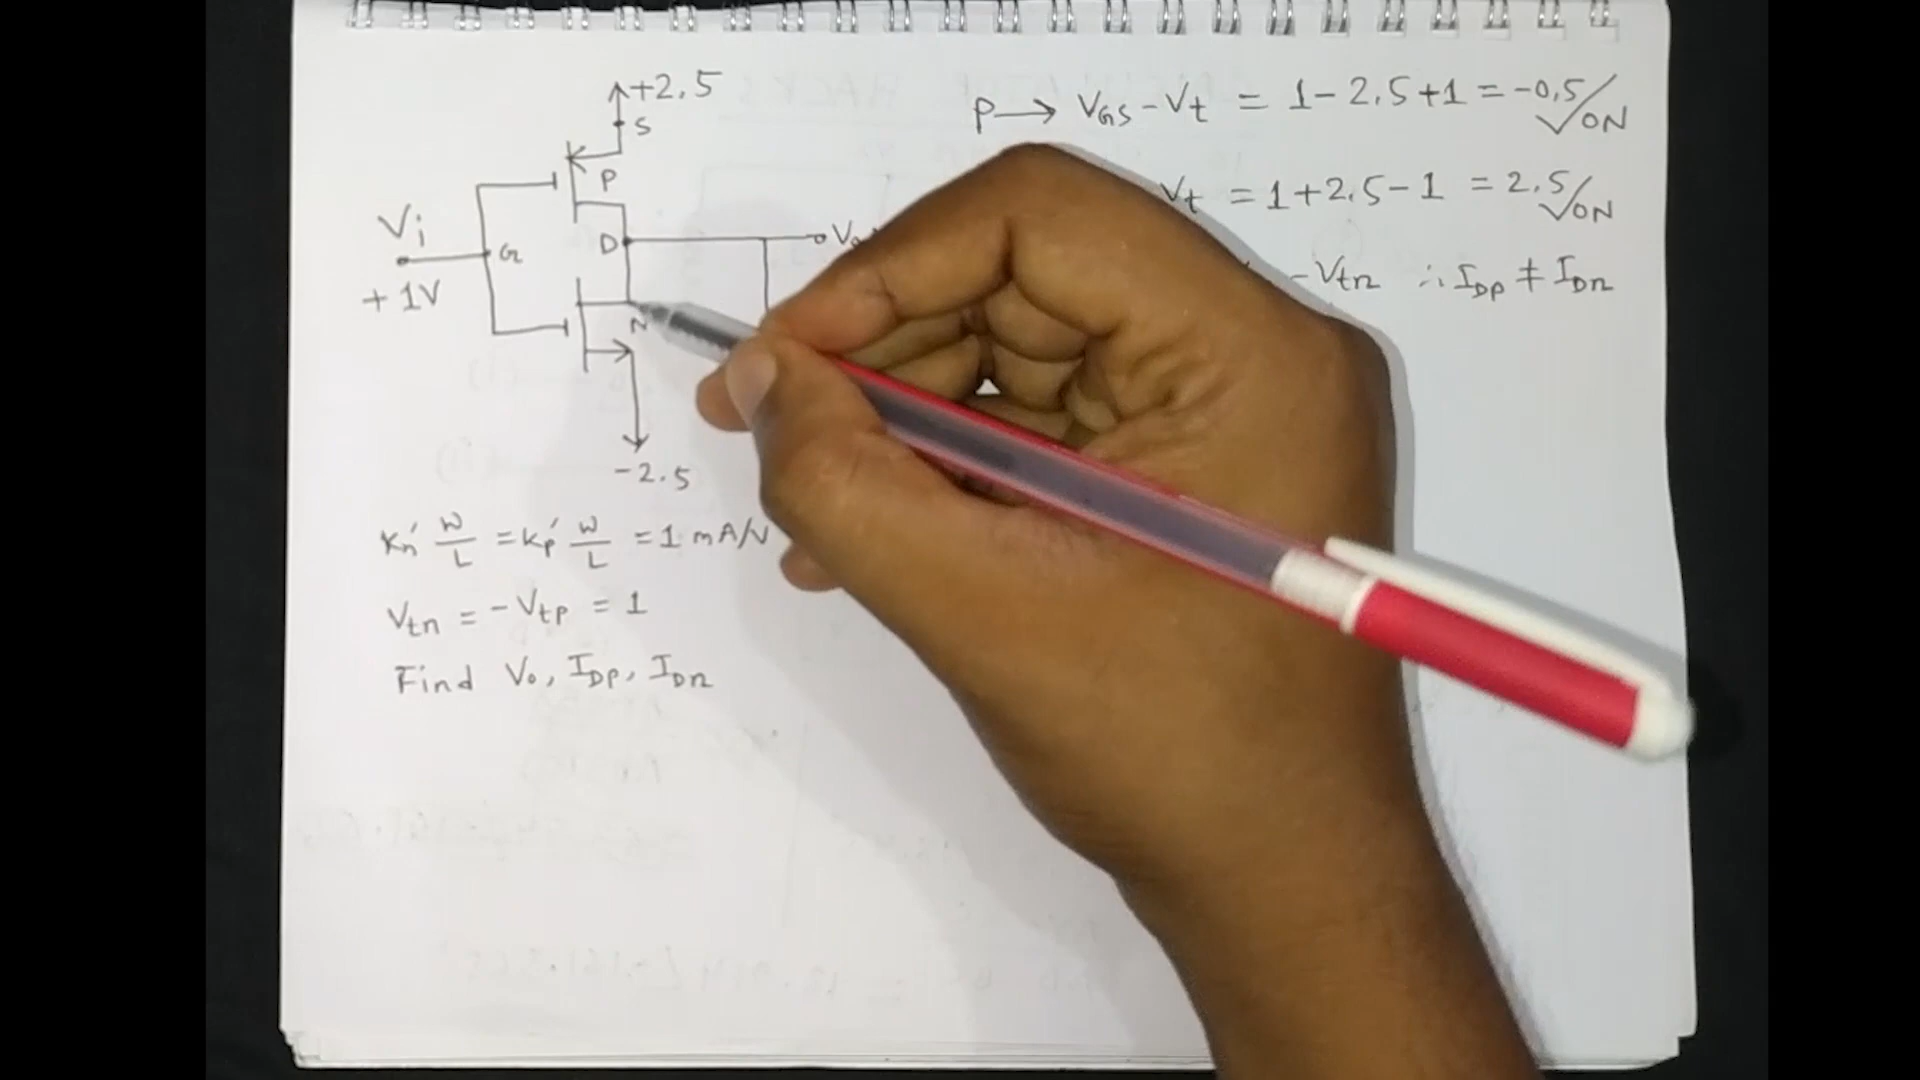 +2.5
S
P
Vi
G
D
+1V
N
-2.5
Kn' W/L = Kp' W/L = 1 mA/V
Vtn = -Vtp = 1
Find Vo, IDp, IDn
P → VGS - Vt = 1 - 2.5 + 1 = -0.5 / ✓ON
Vt = 1 + 2.5 - 1 = 2.5 / ✓ON
- Vtn ∴ IDp ≠ IDn